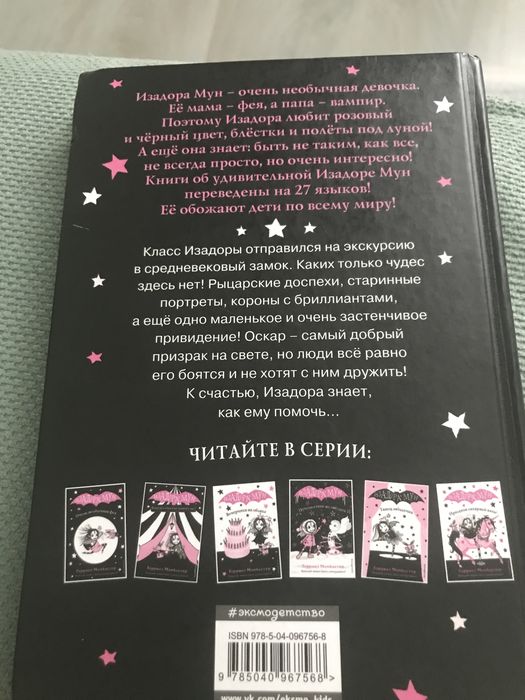 Изадора Мун – очень необычная девочка.
Её мама – фея, а папа – вампир.
Поэтому Изадора любит розовый
и чёрный цвет, блёстки и полёты под луной!
А ещё она знает: быть не таким, как все,
не всегда просто, но очень интересно!
Книги об удивительной Изадоре Мун
переведены на 27 языков!
Её обожают дети по всему миру!
Класс Изадоры отправился на экскурсию
в средневековый замок. Каких только чудес
здесь нет! Рыцарские доспехи, старинные
портреты, короны с бриллиантами,
а ещё одно маленькое и очень застенчивое
привидение! Оскар – самый добрый
призрак на свете, но люди всё равно
его боятся и не хотят с ним дружить!
К счастью, Изадора знает,
как ему помочь...
ЧИТАЙТЕ В СЕРИИ:
#эксмодетство
ISBN 978-5-04-096756-8
9 785040 967568 >